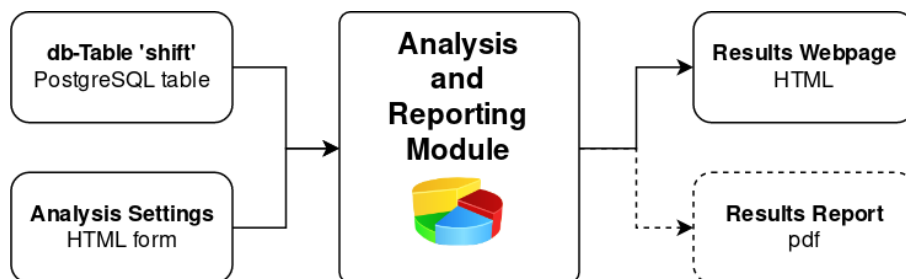 db-Table 'shift'
PostgreSQL table
Analysis Settings
HTML form
Analysis
and
Reporting
Module
Results Webpage
HTML
Results Report
pdf